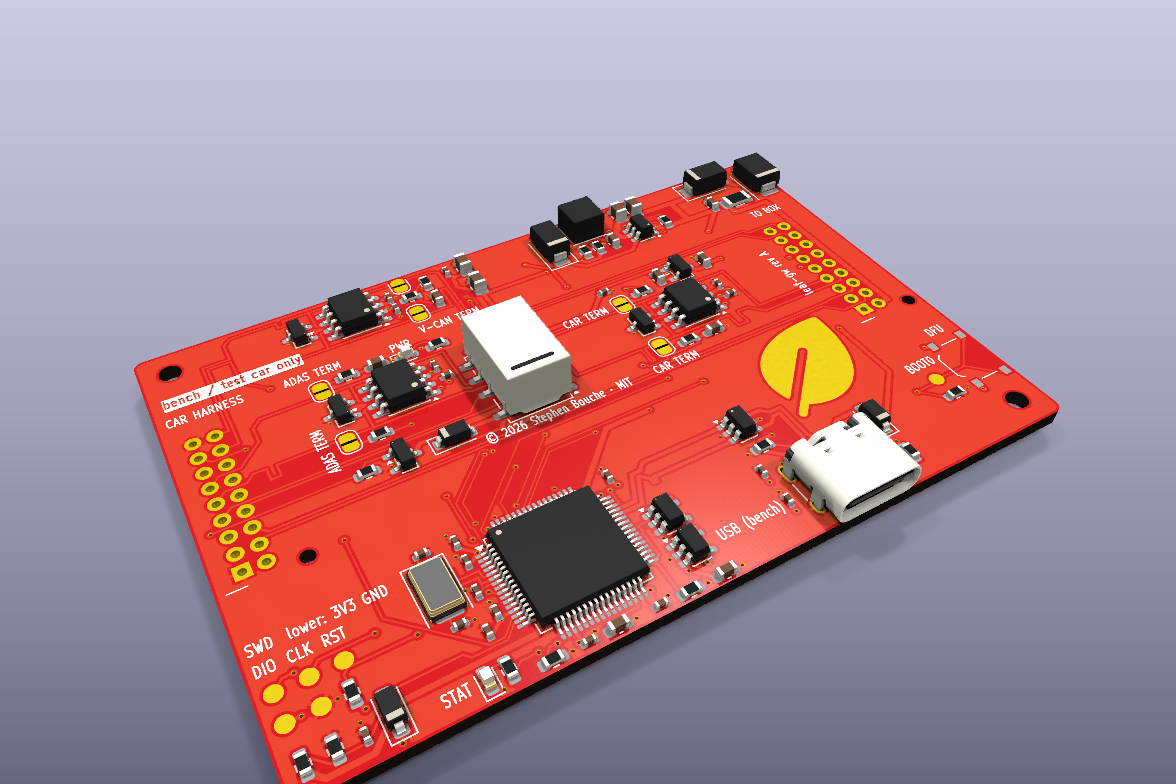 TO BOX
leaf-gw rev A
V-CAN TERM
CAR TERM
PWR
CAR TERM
DFU
BOOT0
bench / test car only
ADAS TERM
CAR HARNESS
© 2026 Stephen Bouche - MIT
ADAS TERM
USB (bench)
SWD lower: 3V3 GND
DIO CLK RST
STAT